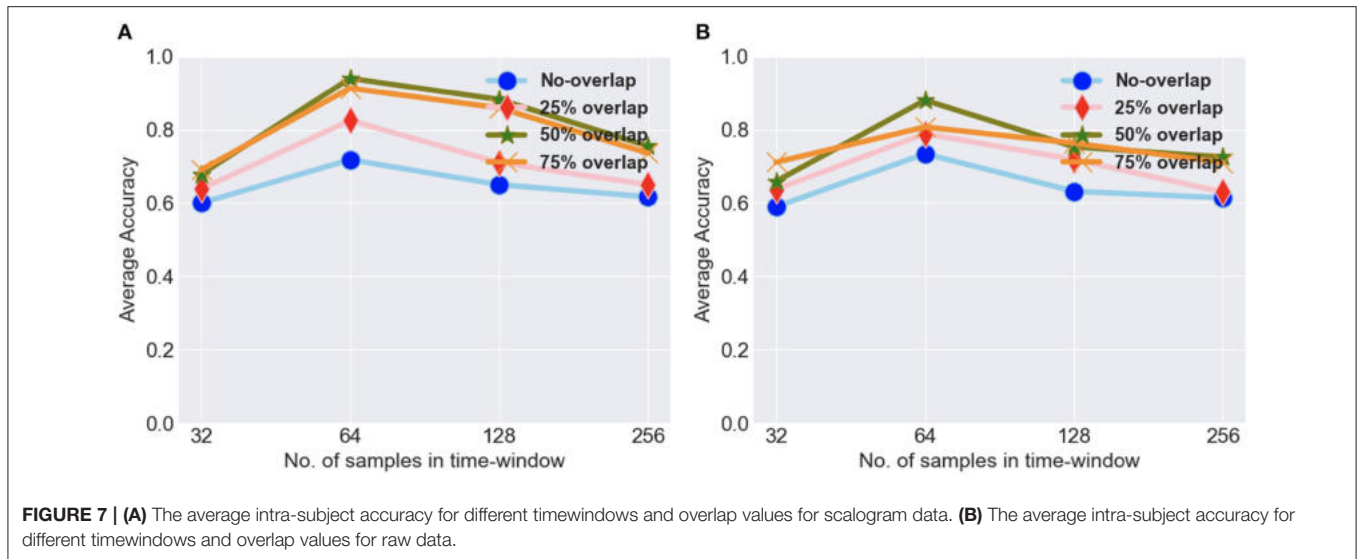 A
1.0
0.8
0.6
0.4
0.2
0.0
Average Accuracy
32 64 128 256
No. of samples in time-window
No-overlap
25% overlap
50% overlap
75% overlap
B
1.0
0.8
0.6
0.4
0.2
0.0
Average Accuracy
32 64 128 256
No. of samples in time-window
No-overlap
25% overlap
50% overlap
75% overlap
FIGURE 7 | (A) The average intra-subject accuracy for different timewindows and overlap values for scalogram data. (B) The average intra-subject accuracy for
different timewindows and overlap values for raw data.